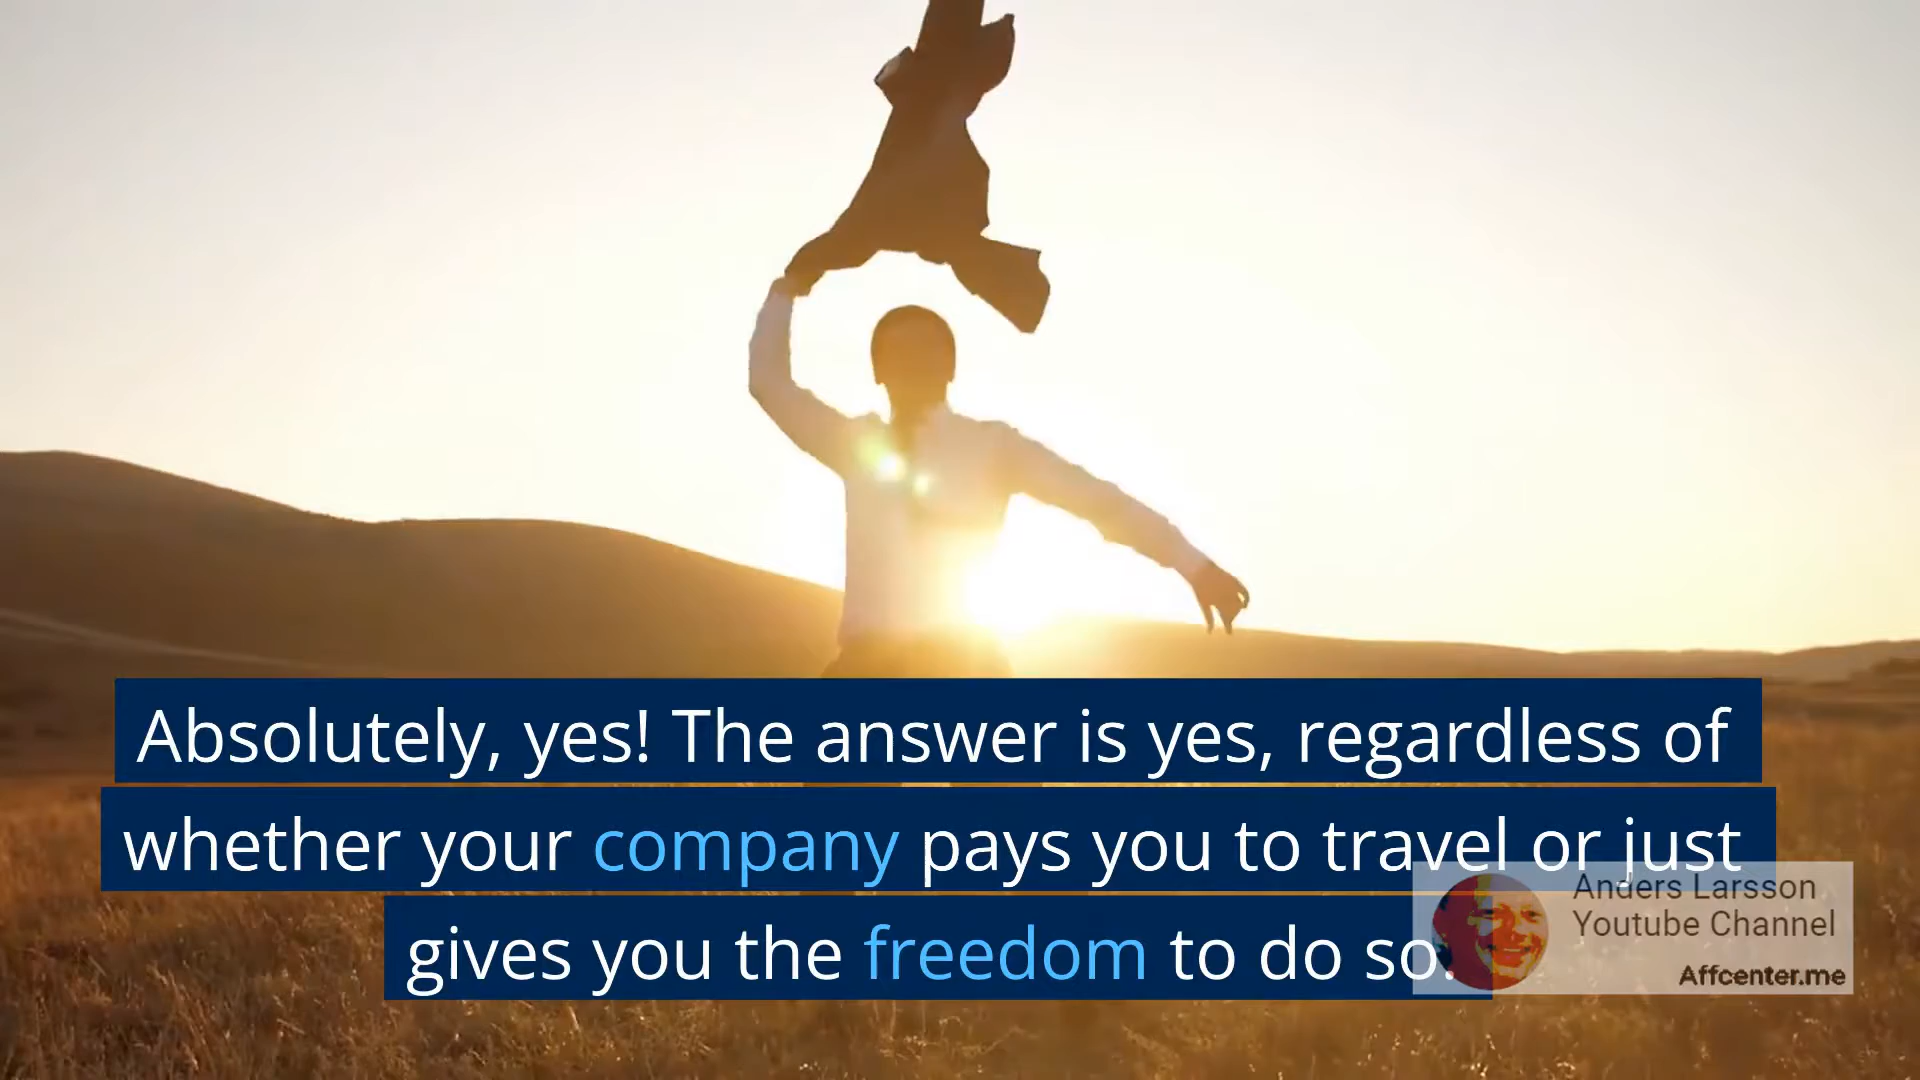 Absolutely, yes! The answer is yes, regardless of
whether your company pays you to travel or just
gives you the freedom to do so.
Anders Larsson
Youtube Channel
Affcenter.me